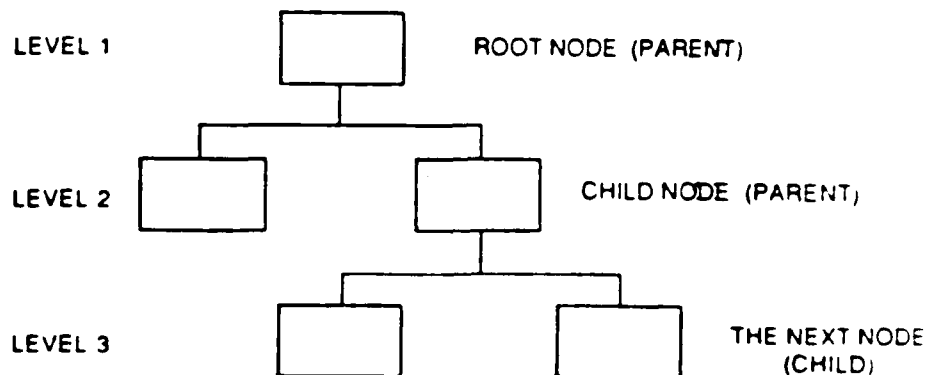 LEVEL 1 ROOT NODE (PARENT)
LEVEL 2 CHILD NODE (PARENT)
LEVEL 3 THE NEXT NODE
(CHILD)